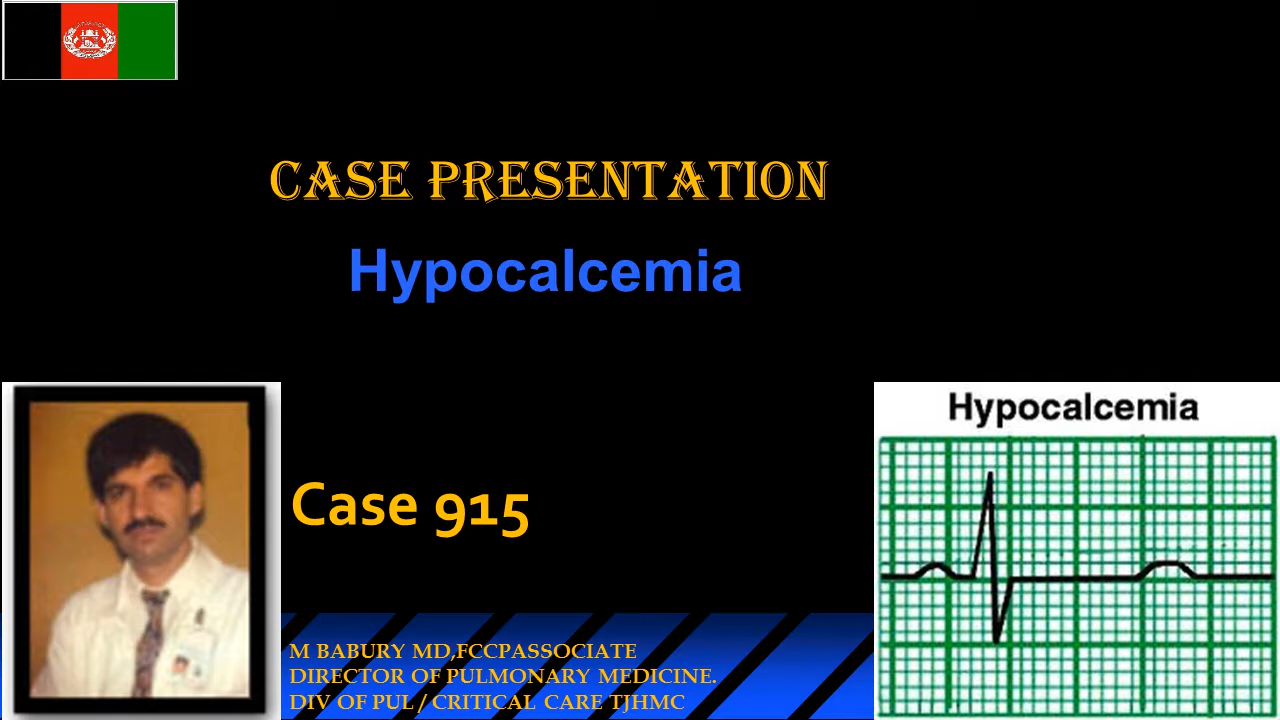 CASE PRESENTATION
Hypocalcemia
Hypocalcemia
Case 915
M BABURY MD,FCCPASSOCIATE
DIRECTOR OF PULMONARY MEDICINE.
DIV OF PUL / CRITICAL CARE TJHMC